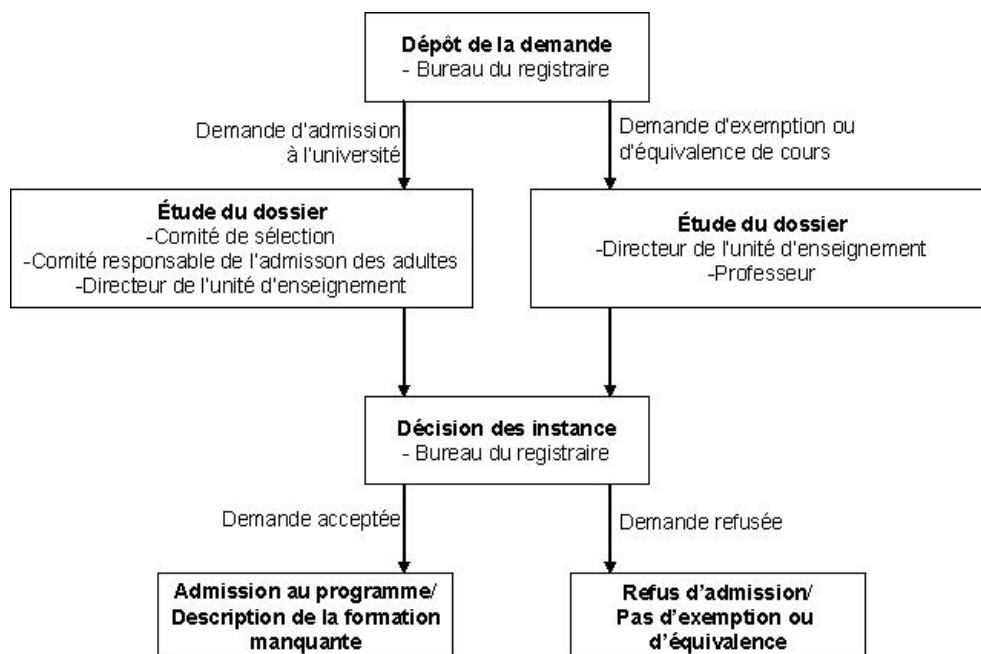 Dépôt de la demande
- Bureau du registraire
Demande d'admission
à l'université
Demande d'exemption ou
d'équivalence de cours
Étude du dossier
-Comité de sélection
-Comité responsable de l'admisson des adultes
-Directeur de l'unité d'enseignement
Étude du dossier
-Directeur de l'unité d'enseignement
-Professeur
Décision des instance
- Bureau du registraire
Demande acceptée
Demande refusée
Admission au programme/
Description de la formation
manquante
Refus d'admission/
Pas d'exemption ou
d'équivalence